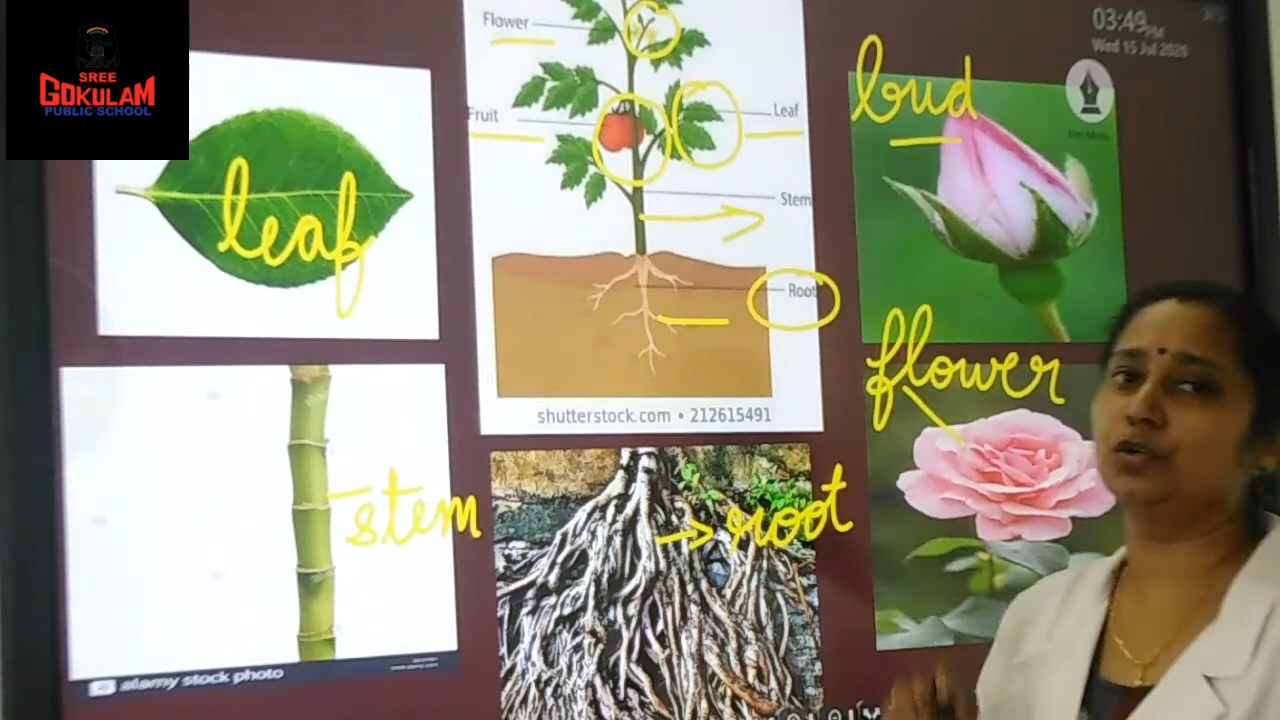 SREE
GOKULAM
PUBLIC SCHOOL
03:49PM
Wed 15 Jul 2020
Flower
Fruit
Leaf
Stem
Root
shutterstock.com • 212615491
leaf
bud
flower
stem
root
alamy stock photo